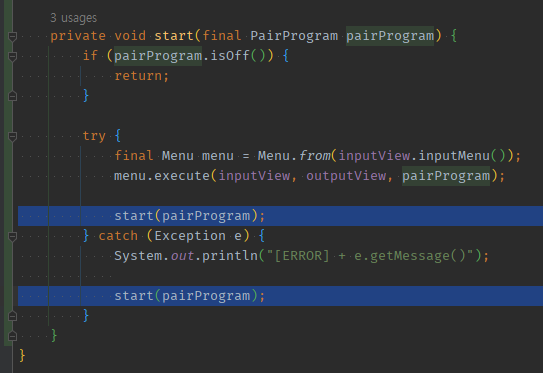 3 usages
private void start(final PairProgram pairProgram) {
if (pairProgram.isOff()) {
return;
}
try {
final Menu menu = Menu.from(inputView.inputMenu());
menu.execute(inputView, outputView, pairProgram);
start(pairProgram);
} catch (Exception e) {
System.out.println("[ERROR] + e.getMessage()");
start(pairProgram);
}
}
}